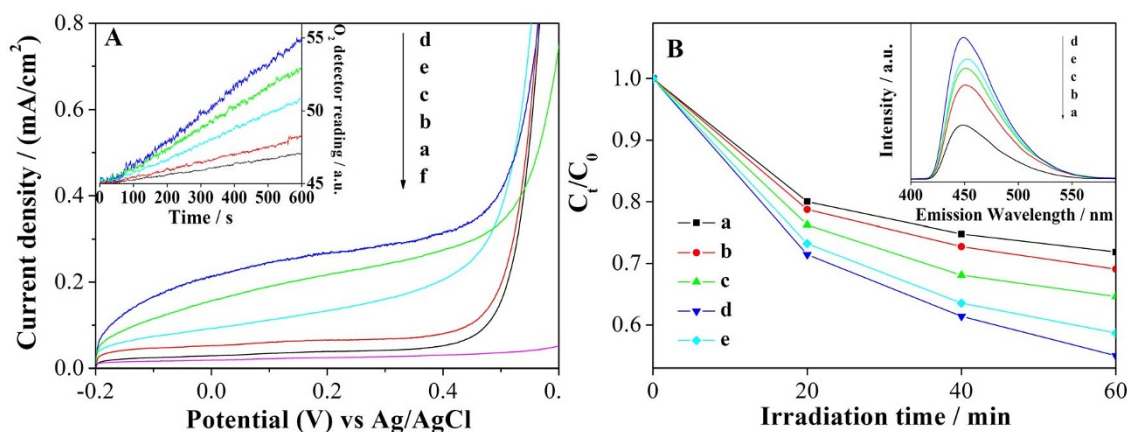 A
Current density / (mA/cm²)
0.8
0.6
0.4
0.2
0.0
-0.2
0.0
0.2
0.4
0.
Potential (V) vs Ag/AgCl
0
100
200
300
400
500
600
Time / s
O₂ detector reading / a.u.
55
50
45
d
e
c
b
a
f
B
Cₜ/C₀
1.0
0.9
0.8
0.7
0.6
0
20
40
60
Irradiation time / min
a
b
c
d
e
Intensity / a.u.
400
450
500
550
Emission Wavelength / nm
d
e
c
b
a